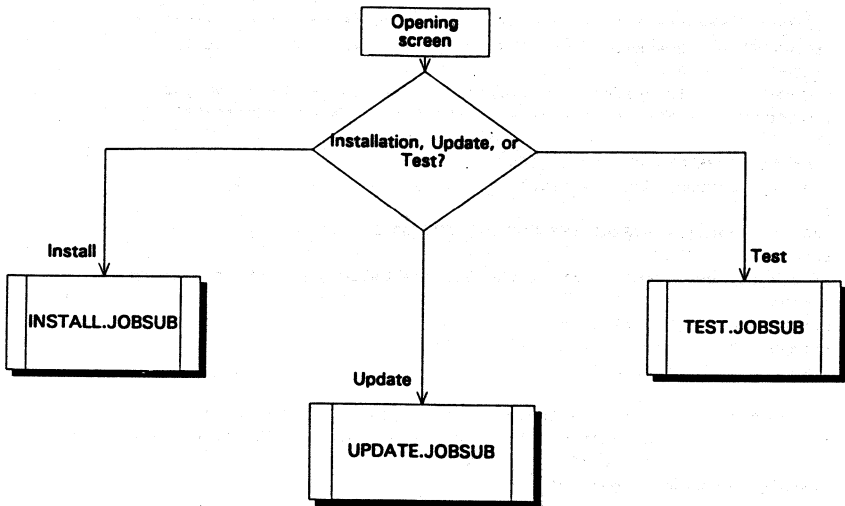 Opening
screen
Installation, Update, or
Test?
Install
Test
INSTALL.JOBSUB
TEST.JOBSUB
Update
UPDATE.JOBSUB